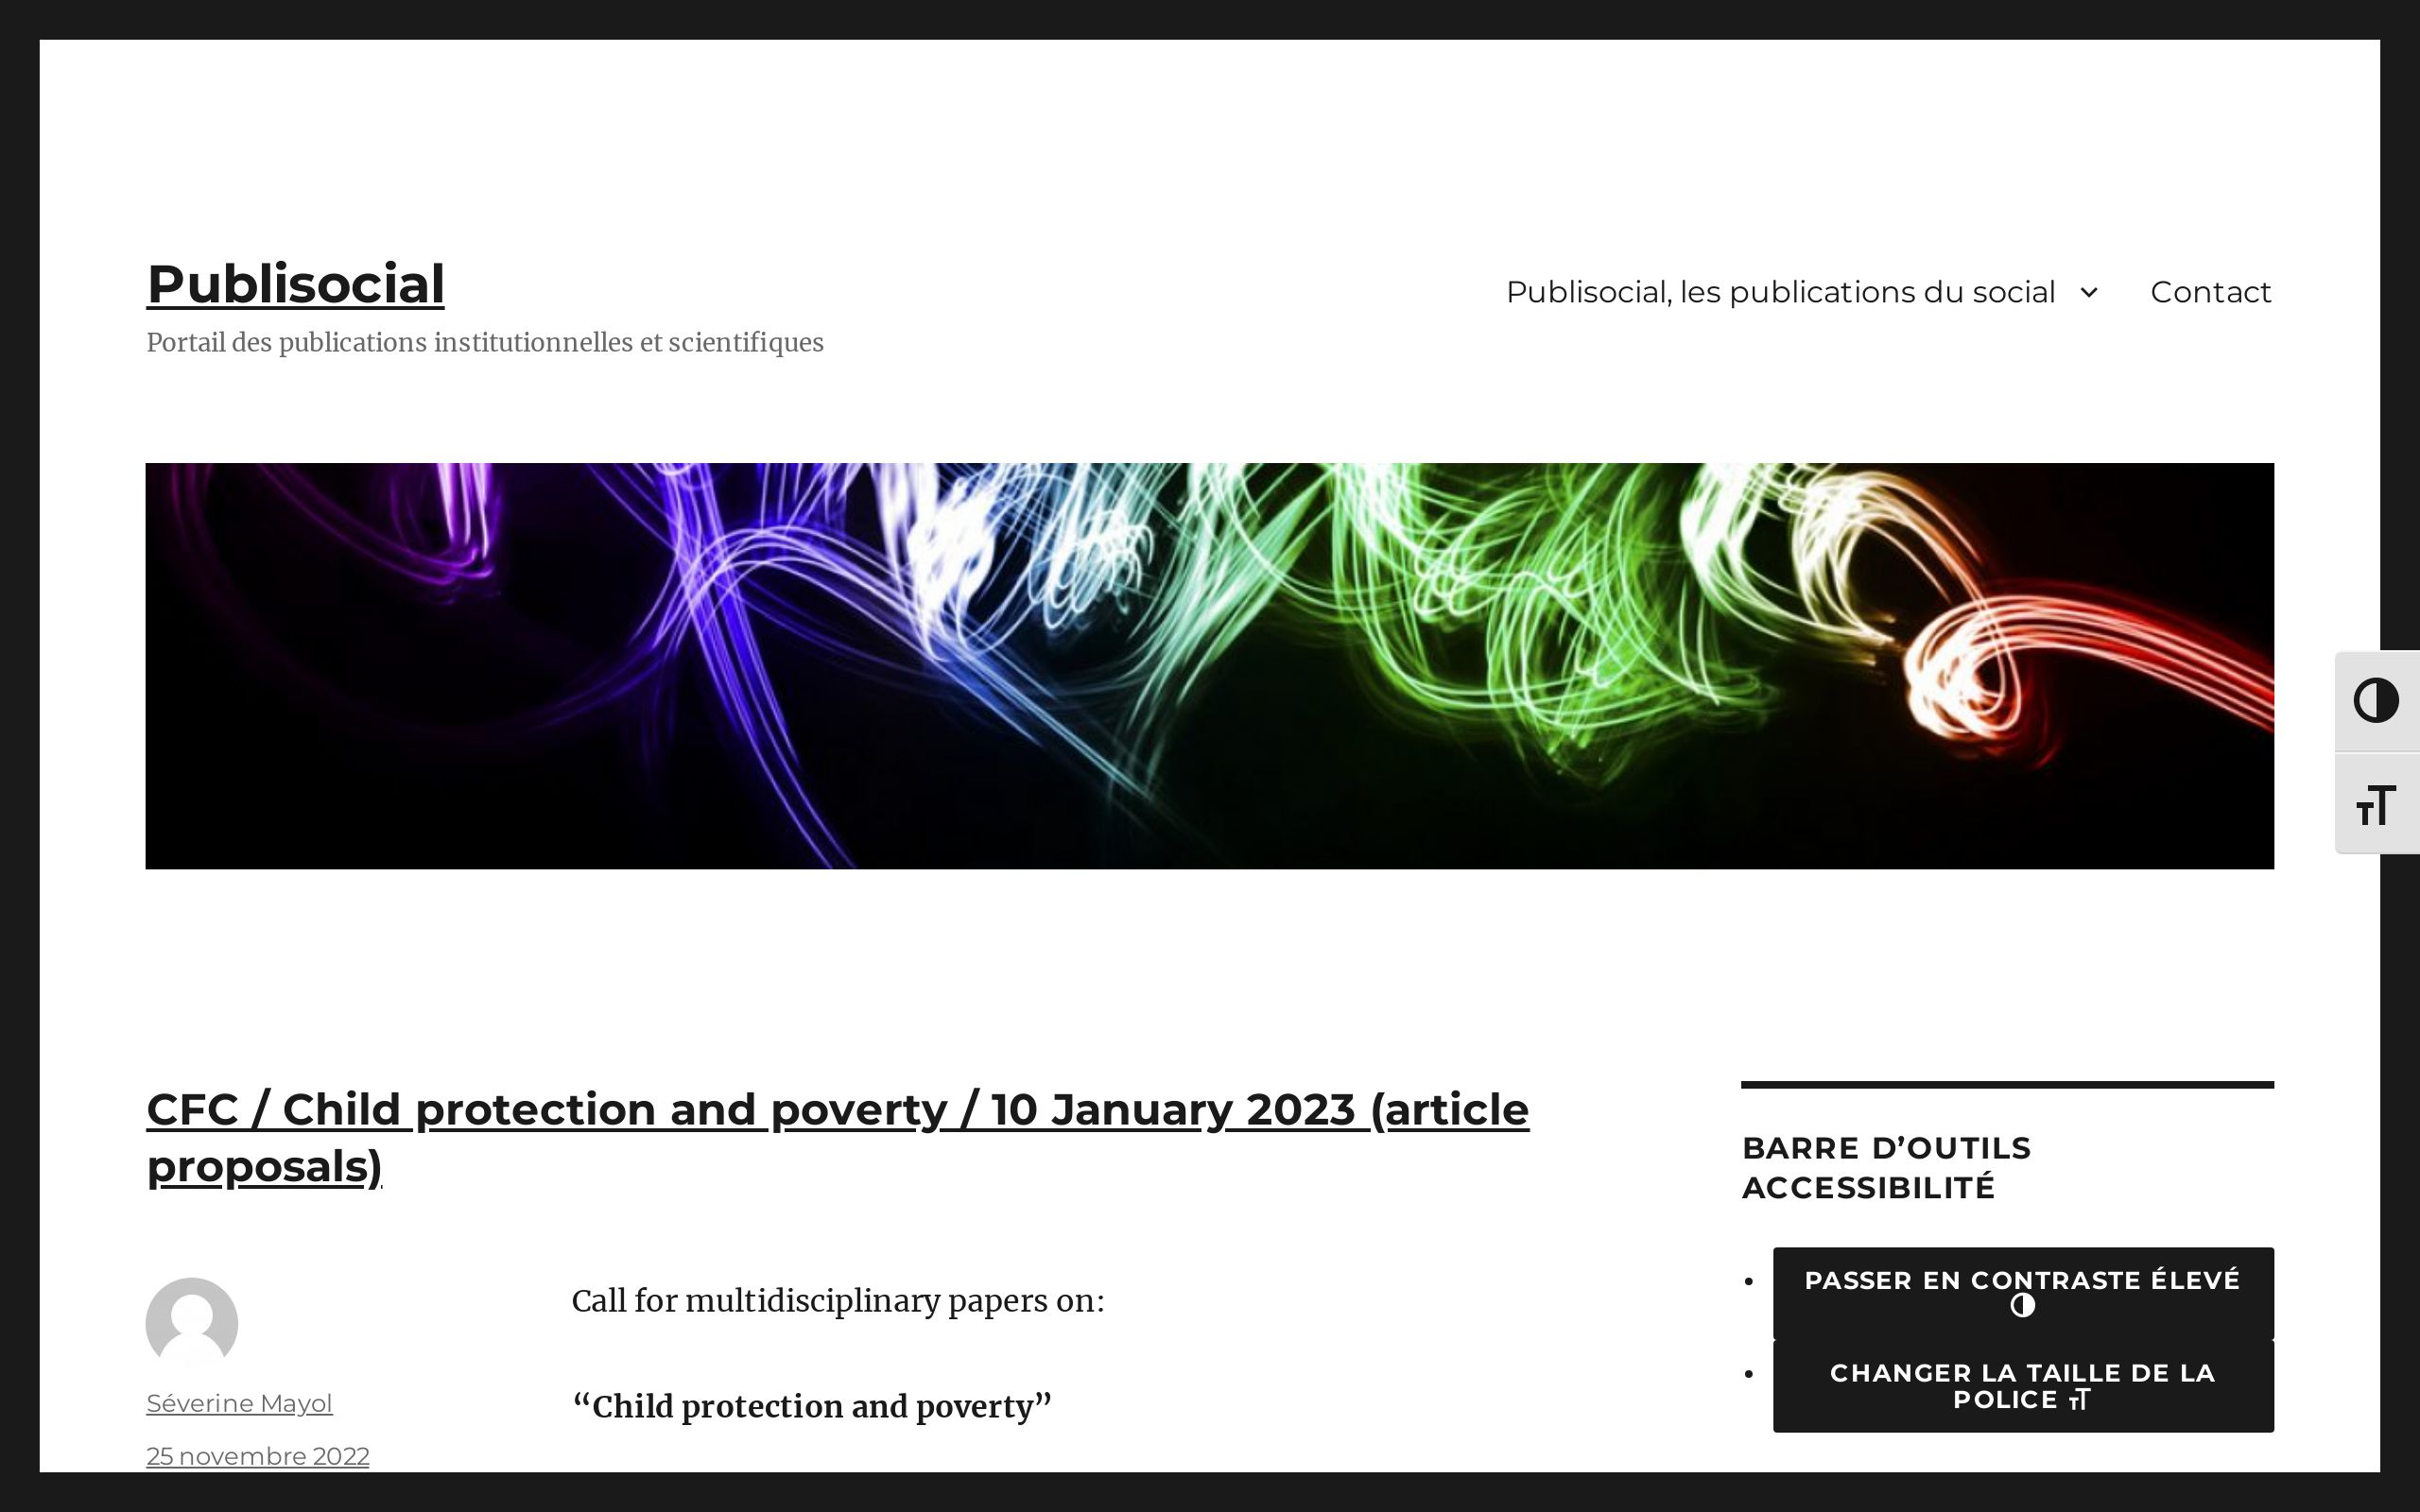 Publisocial
Portail des publications institutionnelles et scientifiques
Publisocial, les publications du social
Contact
CFC / Child protection and poverty / 10 January 2023 (article
proposals)
Séverine Mayol
25 novembre 2022
Call for multidisciplinary papers on:
“Child protection and poverty”
BARRE D’OUTILS
ACCESSIBILITÉ
PASSER EN CONTRASTE ÉLEVÉ
CHANGER LA TAILLE DE LA
POLICE